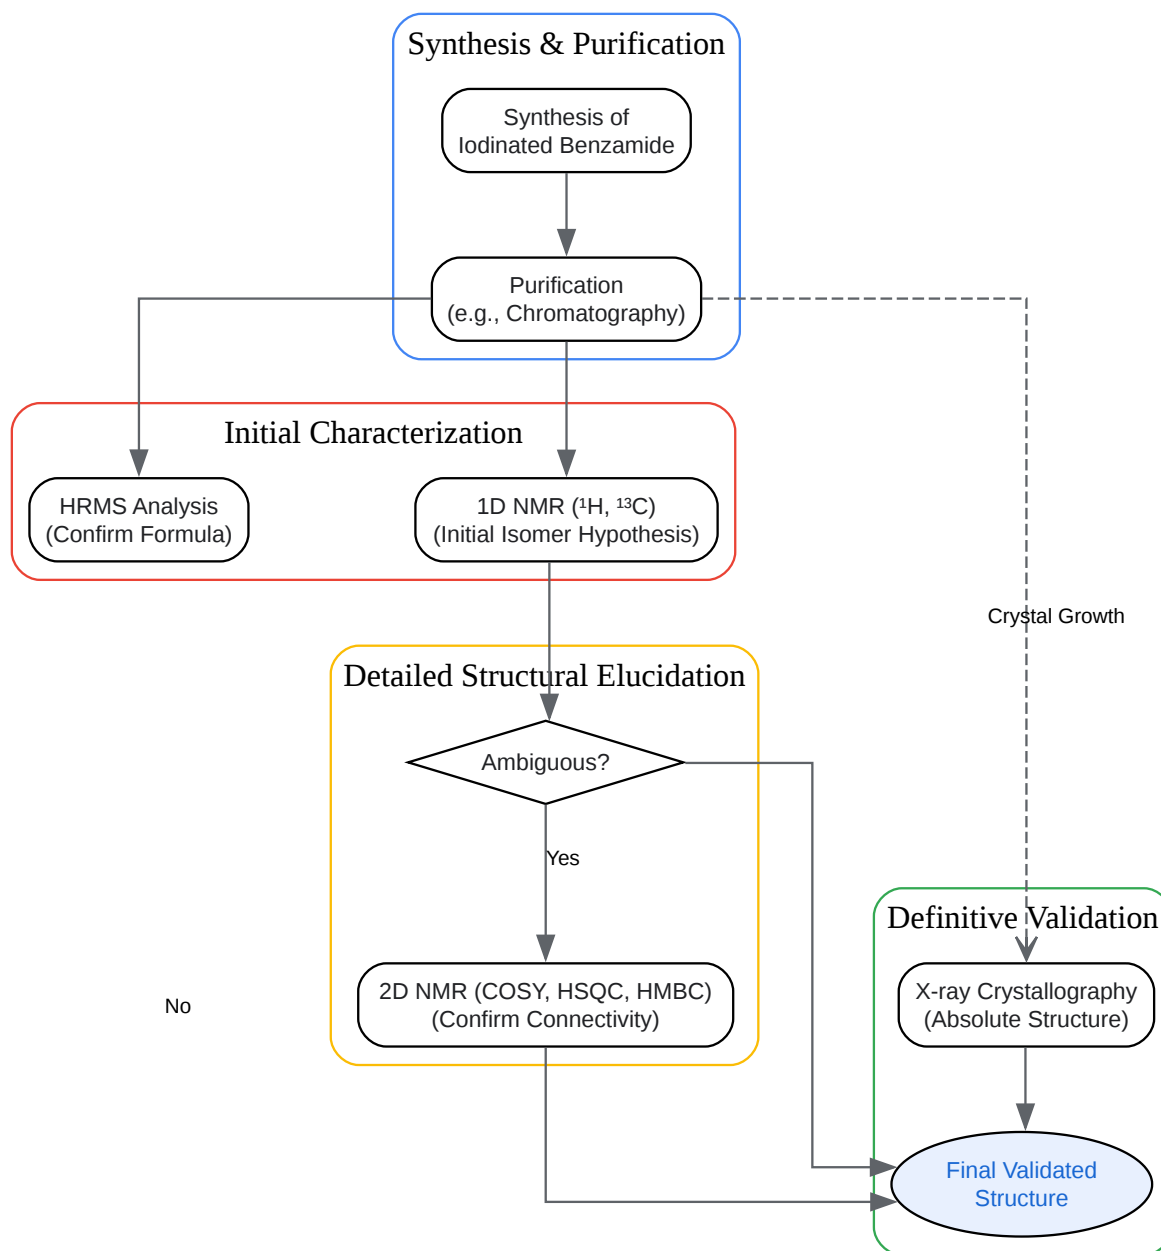 Synthesis & Purification
Synthesis of
Iodinated Benzamide
Purification
(e.g., Chromatography)
Initial Characterization
HRMS Analysis
(Confirm Formula)
1D NMR (¹H, ¹³C)
(Initial Isomer Hypothesis)
Crystal Growth
Detailed Structural Elucidation
Ambiguous?
Yes
No
2D NMR (COSY, HSQC, HMBC)
(Confirm Connectivity)
Definitive Validation
X-ray Crystallography
(Absolute Structure)
Final Validated
Structure